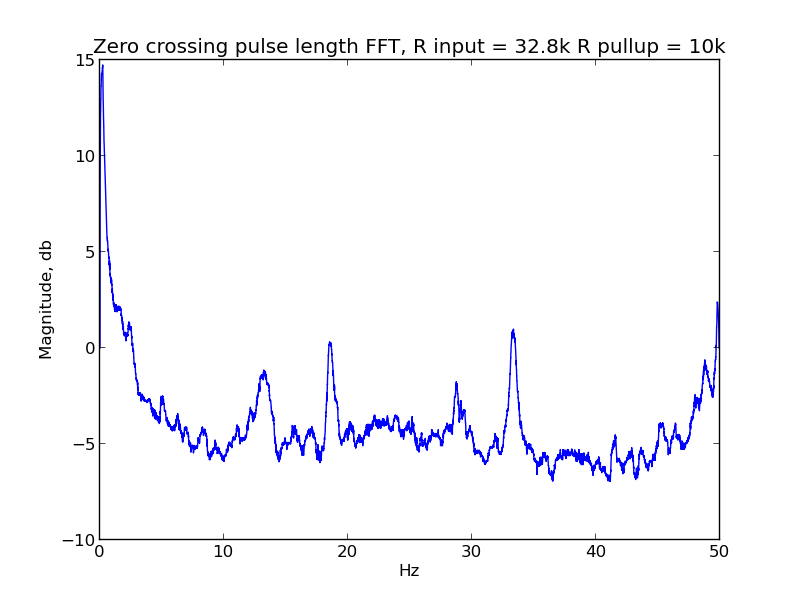 Zero crossing pulse length FFT, R input = 32.8k R pullup = 10k
15
10
5
0
−5
−10
Magnitude, db
0 10 20 30 40 50
Hz